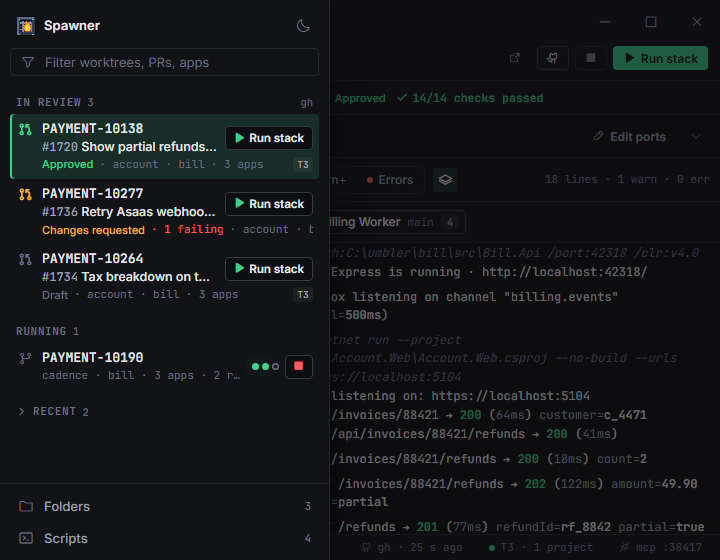 Spawner
Filter worktrees, PRs, apps
IN REVIEW 3 gh
PAYMENT-10138
#1720 Show partial refunds... Run stack
Approved · account · bill · 3 apps T3
PAYMENT-10277
#1736 Retry Asaas webhoo... Run stack
Changes requested · 1 failing · account · b
PAYMENT-10264
#1734 Tax breakdown on t... Run stack
Draft · account · bill · 3 apps T3
RUNNING 1
PAYMENT-10190
cadence · bill · 3 apps · 2 r…
RECENT 2
Folders 3
Scripts 4
Run stack
Approved 14/14 checks passed
Edit ports
rn+ Errors 18 lines · 1 warn · 0 err
illing Worker main 4
h:C:\umbler\bill\src\Bill.Api /port:42318 /clr:v4.0
Express is running · http://localhost:42318/
ox listening on channel "billing.events"
l=500ms)
otnet run --project
Account.Web\Account.Web.csproj --no-build --urls
s://localhost:5104
listening on: https://localhost:5104
/invoices/88421 → 200 (64ms) customer=c_4471
/api/invoices/88421/refunds → 200 (41ms)
/invoices/88421/refunds → 200 (18ms) count=2
/invoices/88421/refunds → 202 (122ms) amount=49.90
=partial
/refunds → 201 (77ms) refundId=rf_8842 partial=true
gh · 25 s ago T3 · 1 project mcp :38417